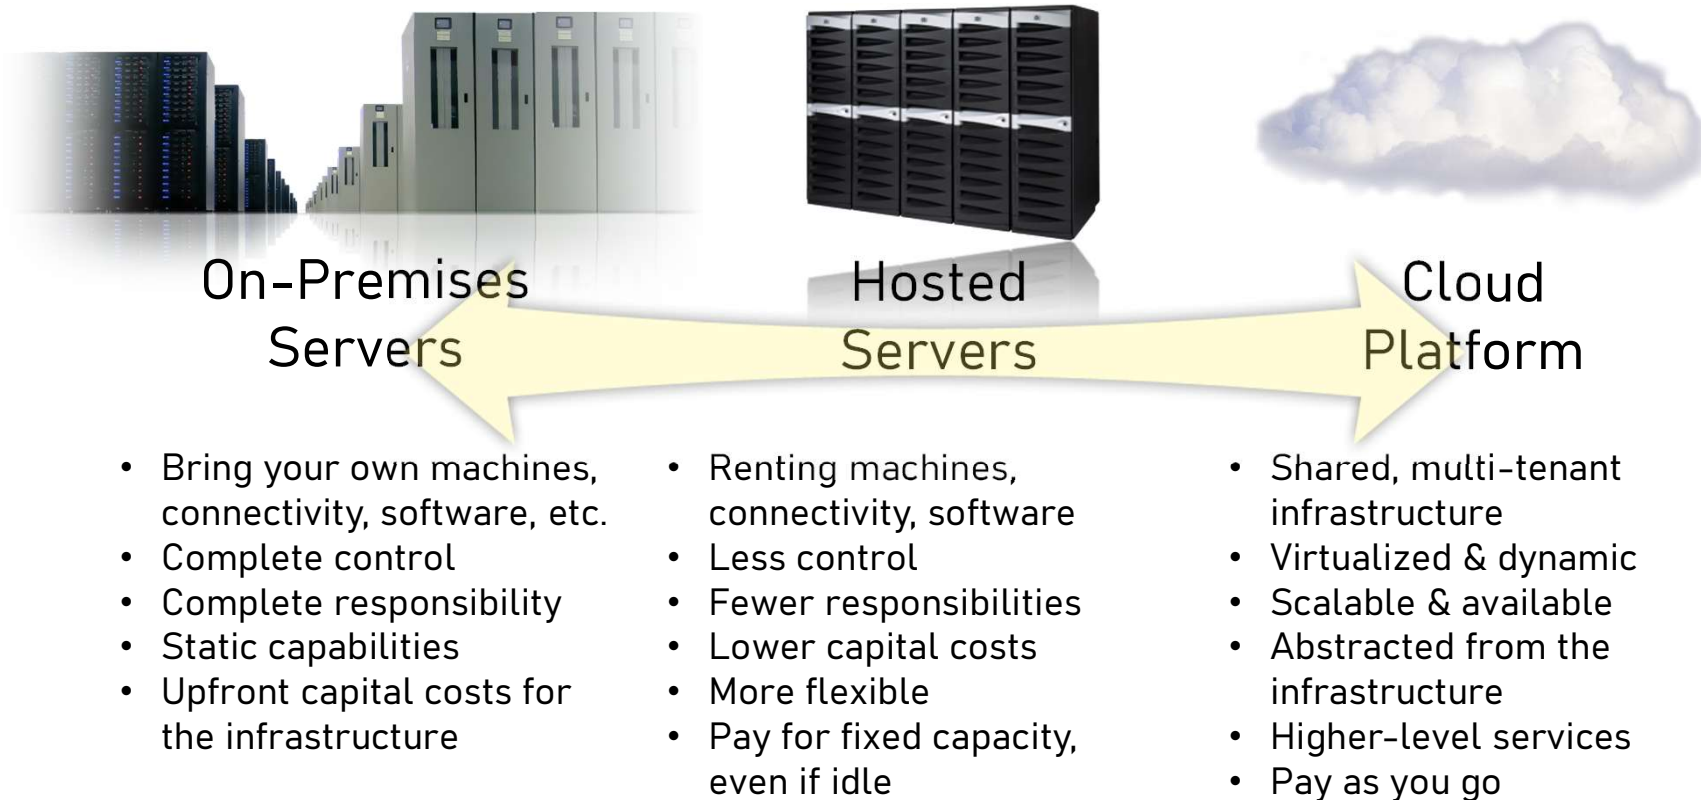 On-Premises
Servers
Hosted
Servers
Cloud
Platform
• Bring your own machines,
connectivity, software, etc.
• Complete control
• Complete responsibility
• Static capabilities
• Upfront capital costs for
the infrastructure
• Renting machines,
connectivity, software
• Less control
• Fewer responsibilities
• Lower capital costs
• More flexible
• Pay for fixed capacity,
even if idle
• Shared, multi-tenant
infrastructure
• Virtualized & dynamic
• Scalable & available
• Abstracted from the
infrastructure
• Higher-level services
• Pay as you go